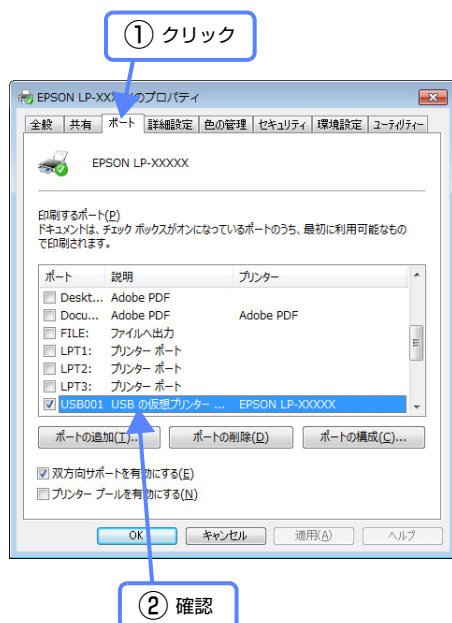 ① クリック
EPSON LP-XXXXXのプロパティ
全般 共有 ポート 詳細設定 色の管理 セキュリティ 環境設定 ユーティリティー
EPSON LP-XXXXX
印刷するポート(P)
ドキュメントは、チェック ボックスがオンになっているポートのうち、最初に利用可能なもの
で印刷されます。
ポート 説明 プリンター
Deskt... Adobe PDF
Docu... Adobe PDF Adobe PDF
FILE: ファイルへ出力
LPT1: プリンター ポート
LPT2: プリンター ポート
LPT3: プリンター ポート
USB001 USB の仮想プリンター ... EPSON LP-XXXXX
ポートの追加(T)... ポートの削除(D) ポートの構成(C)...
双方向サポートを有効にする(E)
プリンター プールを有効にする(N)
OK キャンセル 適用(A) ヘルプ
② 確認